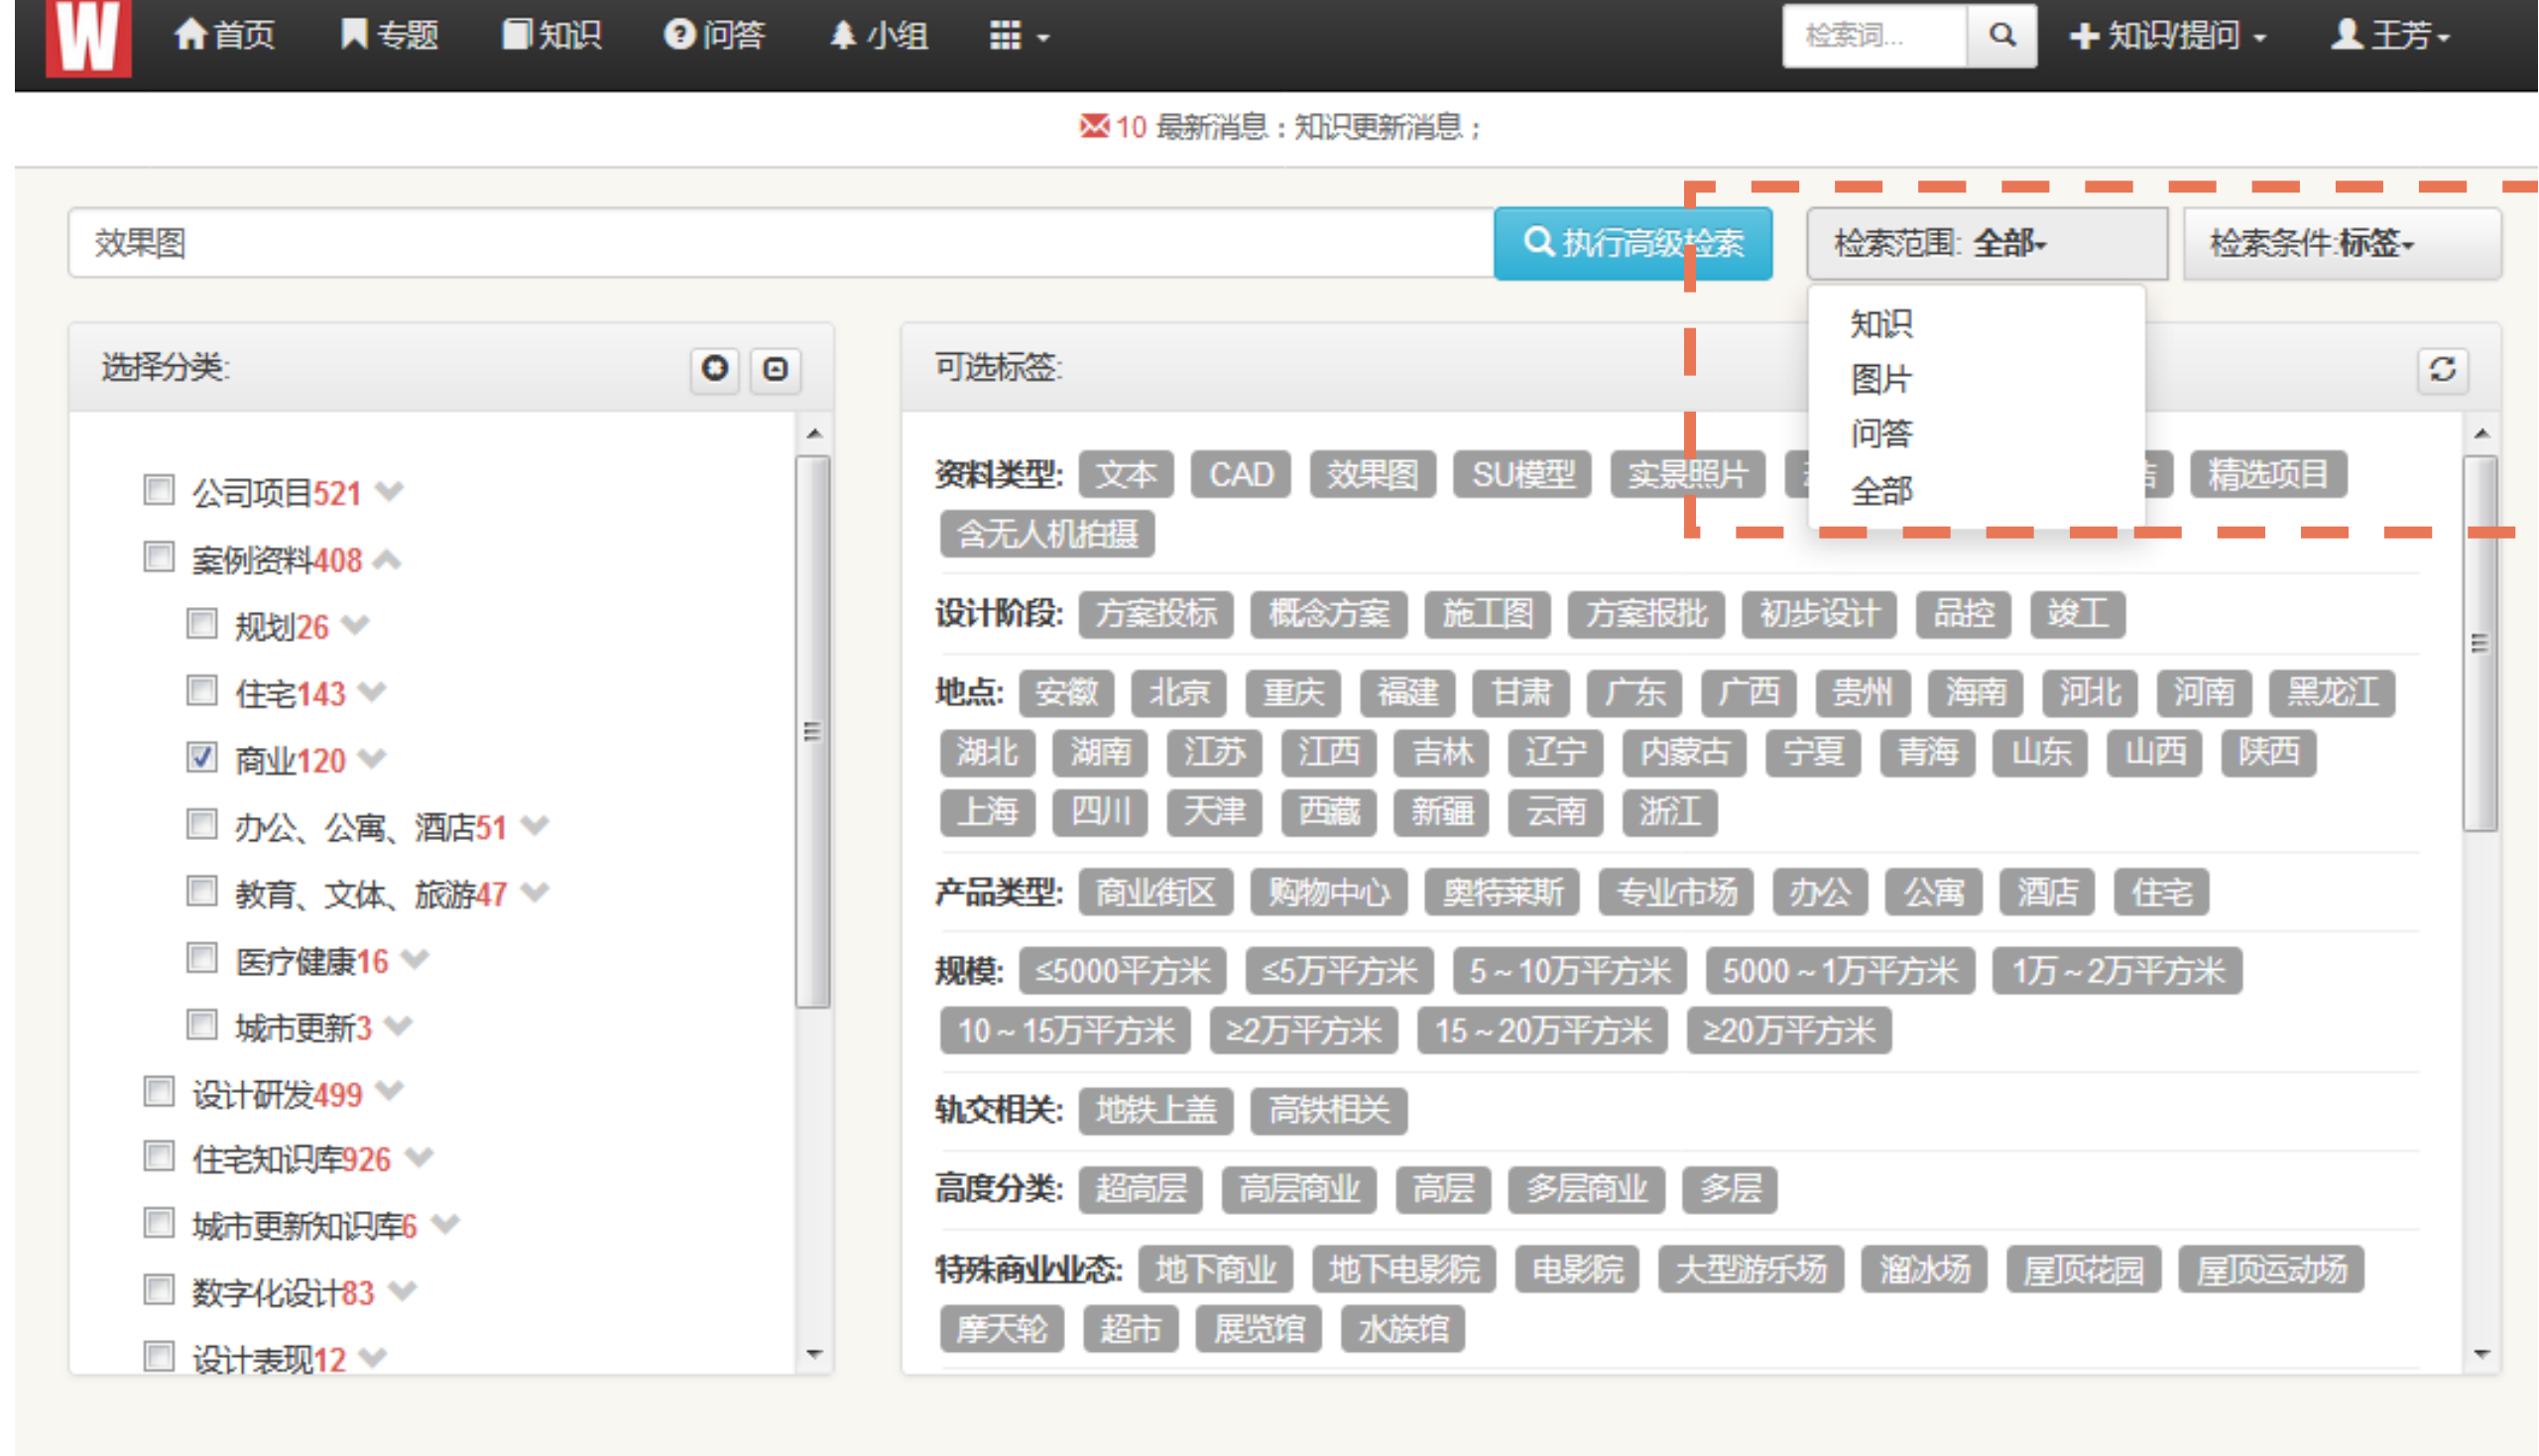 W 首页 专题 知识 问答 小组 检索词... 知识/提问 王芳
10 最新消息：知识更新消息；
效果图 执行高级检索 检索范围: 全部 检索条件:标签
知识
图片
问答
全部
选择分类:
公司项目521
案例资料408
规划26
住宅143
商业120
办公、公寓、酒店51
教育、文体、旅游47
医疗健康16
城市更新3
设计研发499
住宅知识库926
城市更新知识库6
数字化设计83
设计表现12
可选标签:
资料类型: 文本 CAD 效果图 SU模型 实景照片 精选项目
含无人机拍摄
设计阶段: 方案投标 概念方案 施工图 方案报批 初步设计 品控 竣工
地点: 安徽 北京 重庆 福建 甘肃 广东 广西 贵州 海南 河北 河南 黑龙江
湖北 湖南 江苏 江西 吉林 辽宁 内蒙古 宁夏 青海 山东 山西 陕西
上海 四川 天津 西藏 新疆 云南 浙江
产品类型: 商业街区 购物中心 奥特莱斯 专业市场 办公 公寓 酒店 住宅
规模: ≤5000平方米 ≤5万平方米 5~10万平方米 5000~1万平方米 1万~2万平方米
10~15万平方米 ≥2万平方米 15~20万平方米 ≥20万平方米
轨交相关: 地铁上盖 高铁相关
高度分类: 超高层 高层商业 高层 多层商业 多层
特殊商业业态: 地下商业 地下电影院 电影院 大型游乐场 溜冰场 屋顶花园 屋顶运动场
摩天轮 超市 展览馆 水族馆